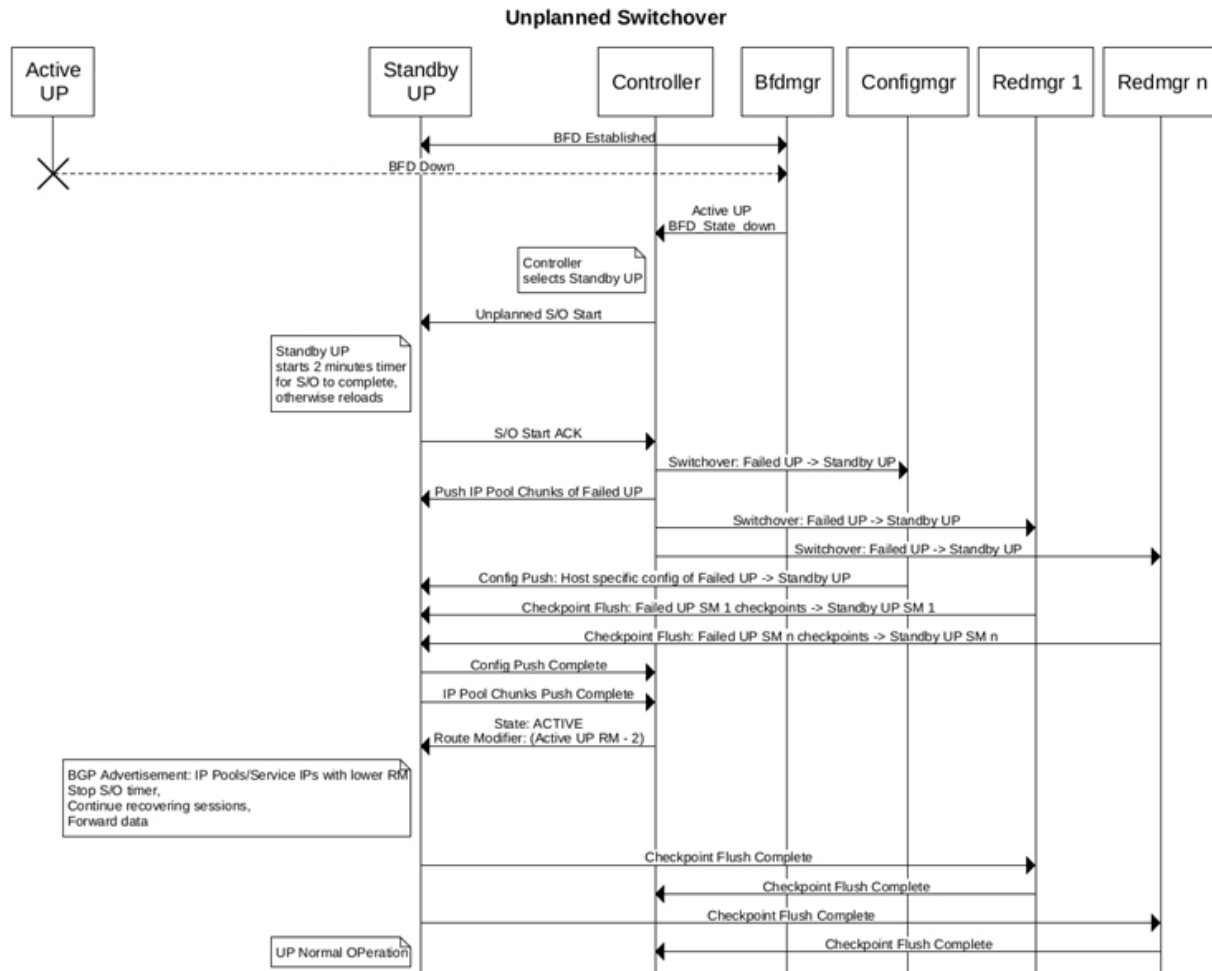 Unplanned Switchover
Active
UP
Standby
UP
Controller
Bfdmgr
Configmgr
Redmgr 1
Redmgr n
BFD Established
BFD Down
Active UP
BFD_State_down
Controller
selects Standby UP
Unplanned S/O Start
Standby UP
starts 2 minutes timer
for S/O to complete,
otherwise reloads
S/O Start ACK
Switchover: Failed UP -> Standby UP
Push IP Pool Chunks of Failed UP
Switchover: Failed UP -> Standby UP
Switchover: Failed UP -> Standby UP
Config Push: Host specific config of Failed UP -> Standby UP
Checkpoint Flush: Failed UP SM 1 checkpoints -> Standby UP SM 1
Checkpoint Flush: Failed UP SM n checkpoints -> Standby UP SM n
Config Push Complete
IP Pool Chunks Push Complete
State: ACTIVE
Route Modifier: (Active UP RM - 2)
BGP Advertisement: IP Pools/Service IPs with lower RM
Stop S/O timer,
Continue recovering sessions,
Forward data
Checkpoint Flush Complete
Checkpoint Flush Complete
Checkpoint Flush Complete
Checkpoint Flush Complete
UP Normal OPeration